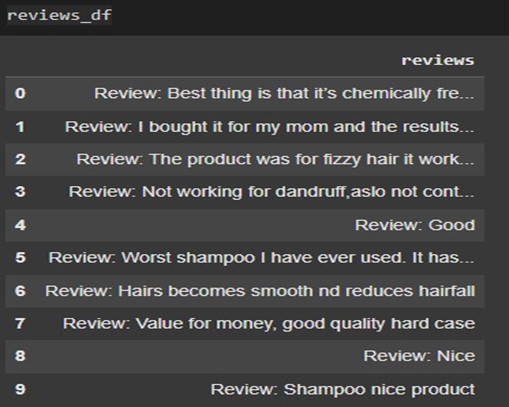 reviews_df
reviews
0 Review: Best thing is that it's chemically fre...
1 Review: I bought it for my mom and the results...
2 Review: The product was for fizzy hair it work...
3 Review: Not working for dandruff,aslo not cont...
4 Review: Good
5 Review: Worst shampoo I have ever used. It has...
6 Review: Hairs becomes smooth nd reduces hairfall
7 Review: Value for money, good quality hard case
8 Review: Nice
9 Review: Shampoo nice product